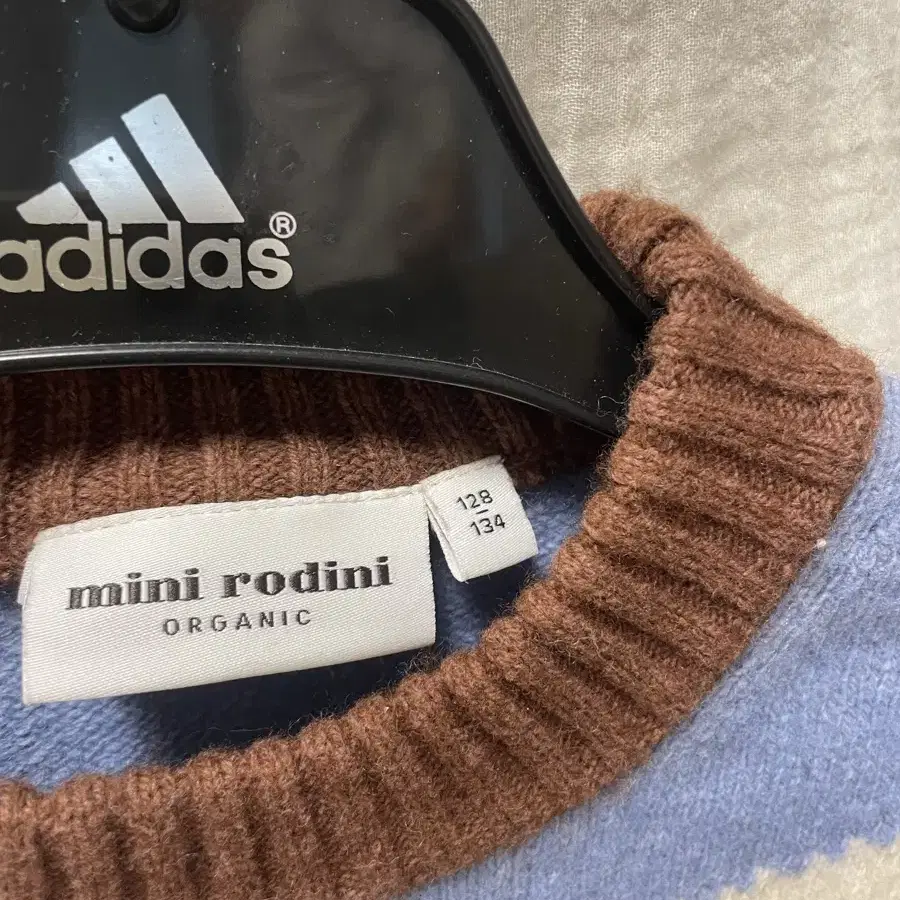 adidas®
mini rodini
ORGANIC
128
134